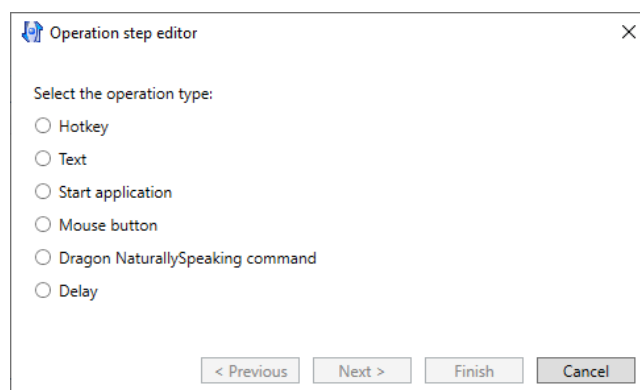 Operation step editor
Select the operation type:
Hotkey
Text
Start application
Mouse button
Dragon NaturallySpeaking command
Delay
< Previous Next > Finish Cancel